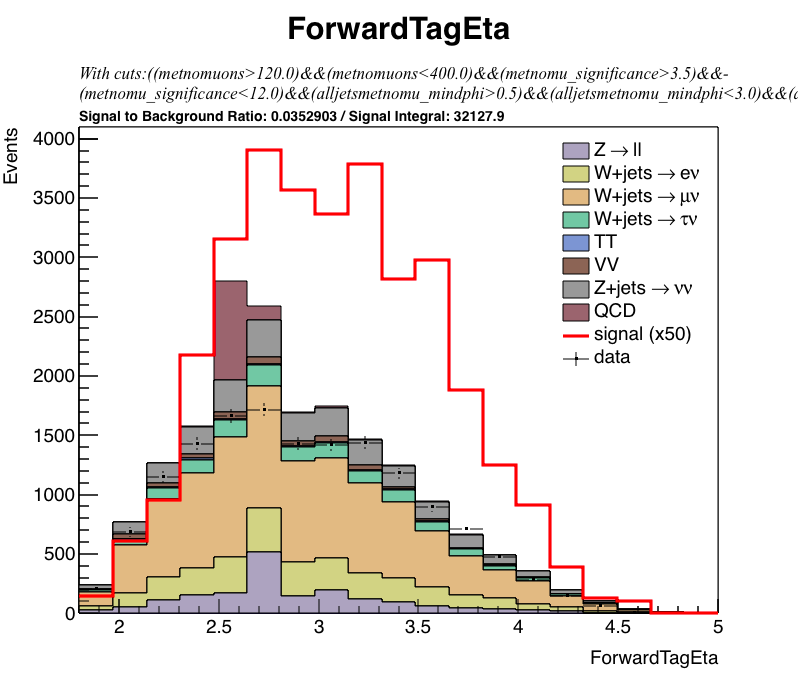 ForwardTagEta
With cuts:((metnomuons>120.0)&&(metnomuons<400.0)&&(metnomu_significance>3.5)&&-
(metnomu_significance<12.0)&&(alljetsmetnomu_mindphi>0.5)&&(alljetsmetnomu_mindphi<3.0)&&(
Signal to Background Ratio: 0.0352903 / Signal Integral: 32127.9
Events
4000
3500
3000
2500
2000
1500
1000
500
0
Z → ll
W+jets → eν
W+jets → μν
W+jets → τν
TT
VV
Z+jets → νν
QCD
signal (x50)
data
2
2.5
3
3.5
4
4.5
5
ForwardTagEta